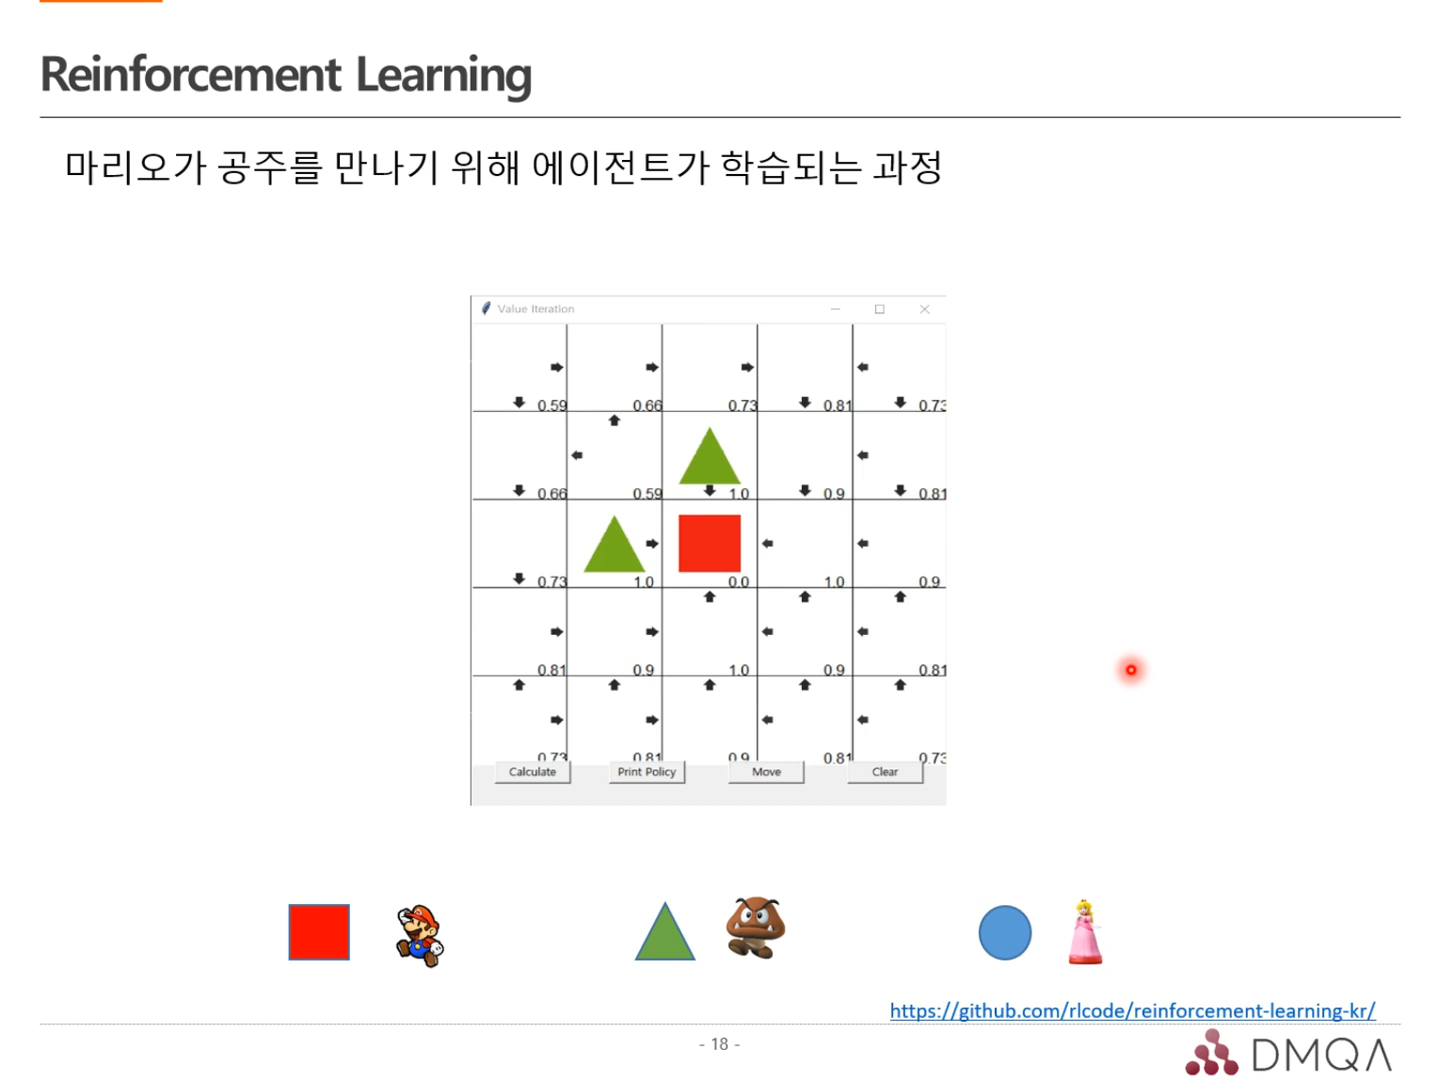 Reinforcement Learning
마리오가 공주를 만나기 위해 에이전트가 학습되는 과정
Value Iteration
0.59 0.66 0.73 0.81 0.73
0.66 0.59 1.0 0.9 0.81
0.73 1.0 0.0 1.0 0.9
0.81 0.9 1.0 0.9 0.81
0.73 0.81 0.9 0.81 0.73
Calculate Print Policy Move Clear
https://github.com/rlcode/reinforcement-learning-kr/
- 18 -
DMQA